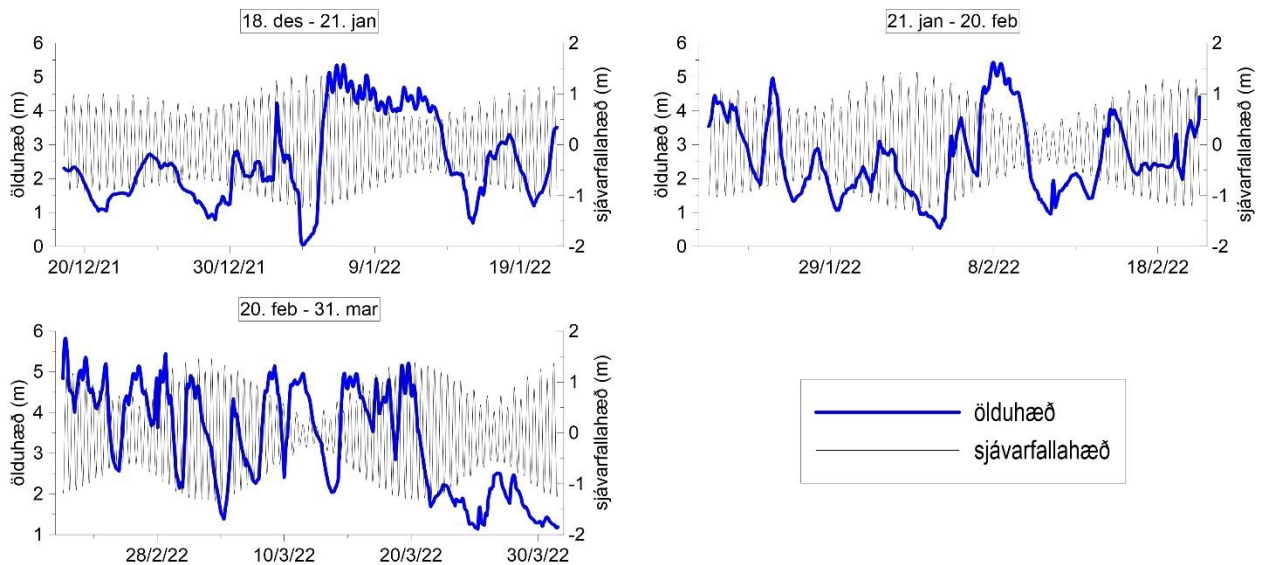 18. des - 21. jan
ölduhæð (m)
6
5
4
3
2
1
0
20/12/21 30/12/21 9/1/22 19/1/22
2
1
0
-1
-2
sjávarfallahæð (m)
21. jan - 20. feb
ölduhæð (m)
6
5
4
3
2
1
0
29/1/22 8/2/22 18/2/22
2
1
0
-1
-2
sjávarfallahæð (m)
20. feb - 31. mar
ölduhæð (m)
6
5
4
3
2
1
28/2/22 10/3/22 20/3/22 30/3/22
2
1
0
-1
-2
sjávarfallahæð (m)
ölduhæð
sjávarfallahæð